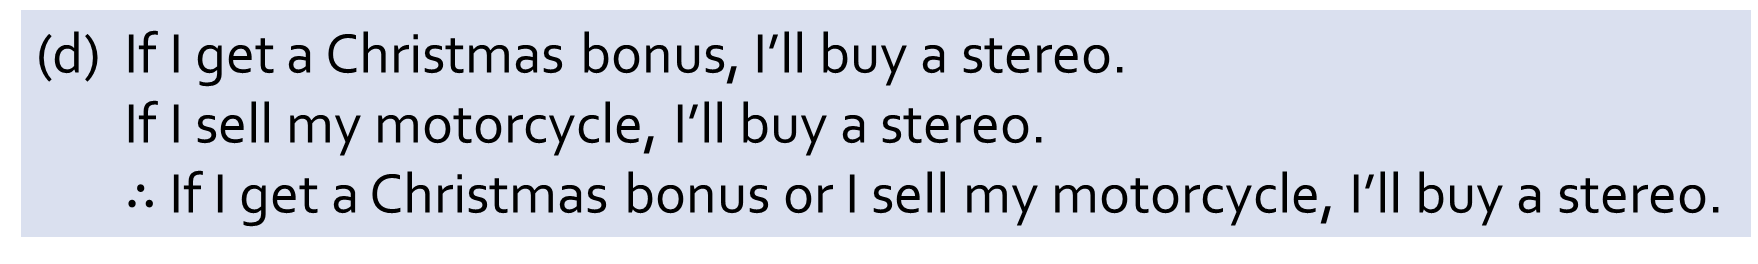 (d) If I get a Christmas bonus, I’ll buy a stereo.
If I sell my motorcycle, I’ll buy a stereo.
∴ If I get a Christmas bonus or I sell my motorcycle, I’ll buy a stereo.